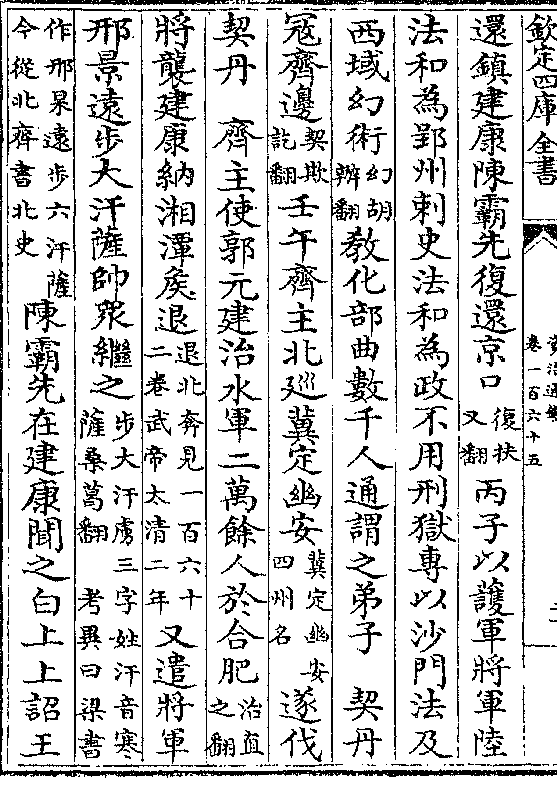 欽定四庫全書
資治通鑑
卷一百六十五
還鎮建康陳霸先復還京口復扶又翻丙子以護軍將軍陸
法和為郢州刺史法和為政不用刑獄專以沙門法及
西域幻術幻胡辨翻教化部曲數千人通謂之弟子 契丹
寇齊邊契欺訖翻壬午齊主北廵冀定幽安冀定幽安四州名遂伐
契丹 齊主使郭元建治水軍二萬餘人於合肥治直之翻
將襲建康納湘潭矦退退北奔見一百六十二卷武帝太清二年又遣將軍
邢景遠步大汗薩帥眾繼之步大汗虜三字姓汗音寒薩桑葛翻 考異曰梁書
作邢杲遠步六汗薩今從北齊書北史 陳霸先在建康聞之白上上詔王